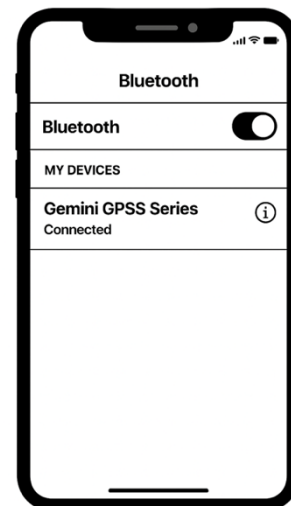 Bluetooth
Bluetooth
MY DEVICES
Gemini GPSS Series
Connected